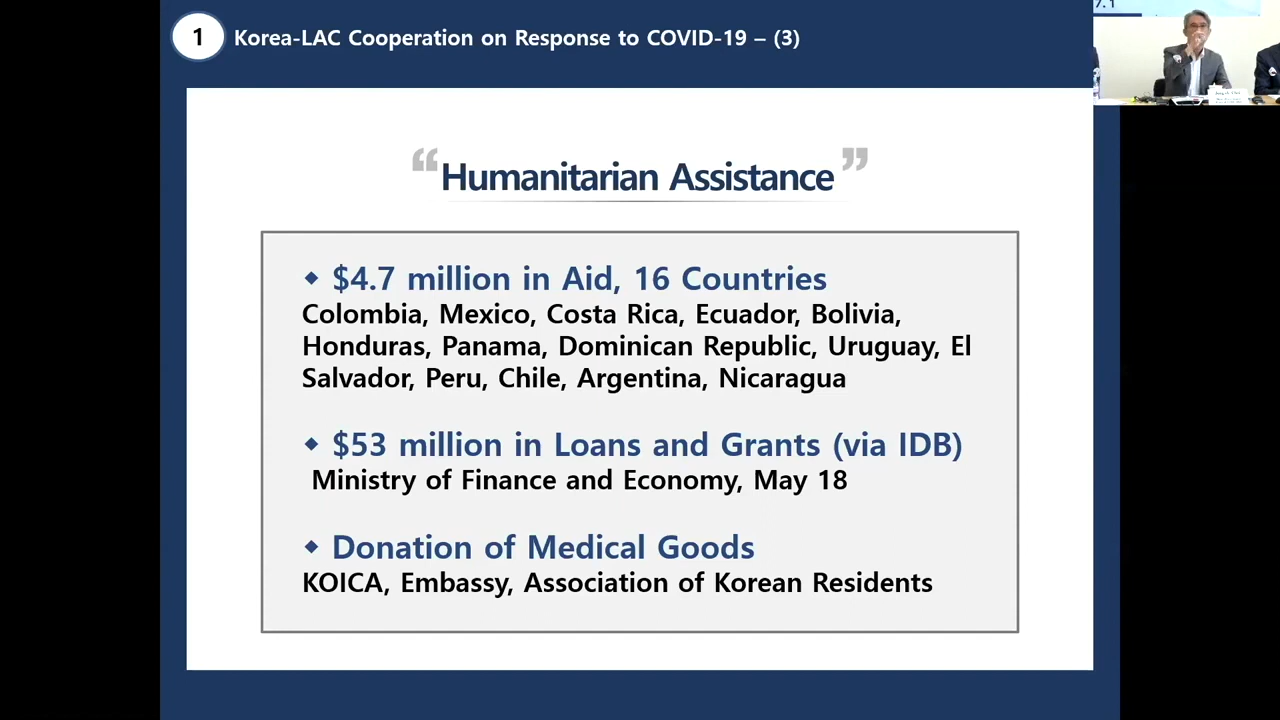 1 Korea-LAC Cooperation on Response to COVID-19 – (3)
7.1
“Humanitarian Assistance”
◆ $4.7 million in Aid, 16 Countries
Colombia, Mexico, Costa Rica, Ecuador, Bolivia,
Honduras, Panama, Dominican Republic, Uruguay, El
Salvador, Peru, Chile, Argentina, Nicaragua
◆ $53 million in Loans and Grants (via IDB)
Ministry of Finance and Economy, May 18
◆ Donation of Medical Goods
KOICA, Embassy, Association of Korean Residents